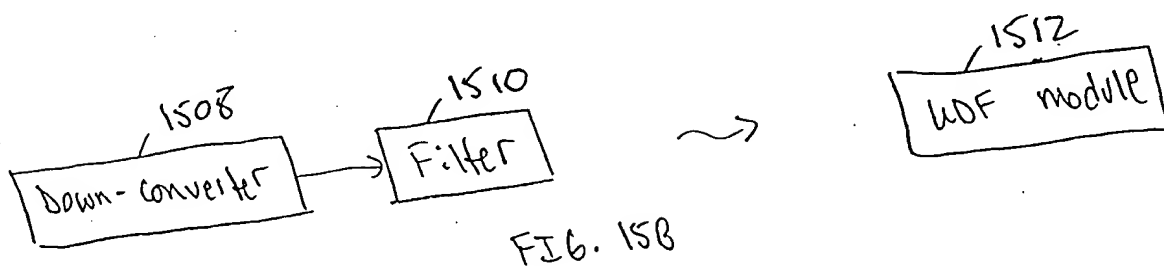 1512
1510
1508
UDF module
Filter
Down-converter
FIG. 15B